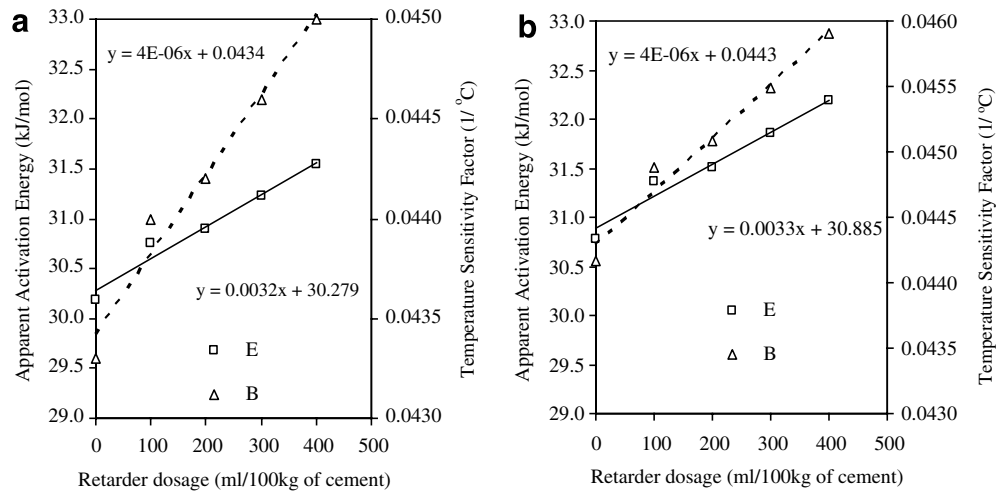 a
33.0
32.5
32.0
31.5
31.0
30.5
30.0
29.5
29.0
Apparent Activation Energy (kJ/mol)
y = 4E-06x + 0.0434
y = 0.0032x + 30.279
E
B
0.0450
0.0445
0.0440
0.0435
0.0430
Temperature Sensitivity Factor (1/ °C)
0 100 200 300 400 500
Retarder dosage (ml/100kg of cement)
b
33.0
32.5
32.0
31.5
31.0
30.5
30.0
29.5
29.0
Apparent Activation Energy (kJ/mol)
y = 4E-06x + 0.0443
y = 0.0033x + 30.885
E
B
0.0460
0.0455
0.0450
0.0445
0.0440
0.0435
0.0430
Temperature Sensitivity Factor (1/ °C)
0 100 200 300 400 500
Retarder dosage (ml/100kg of cement)